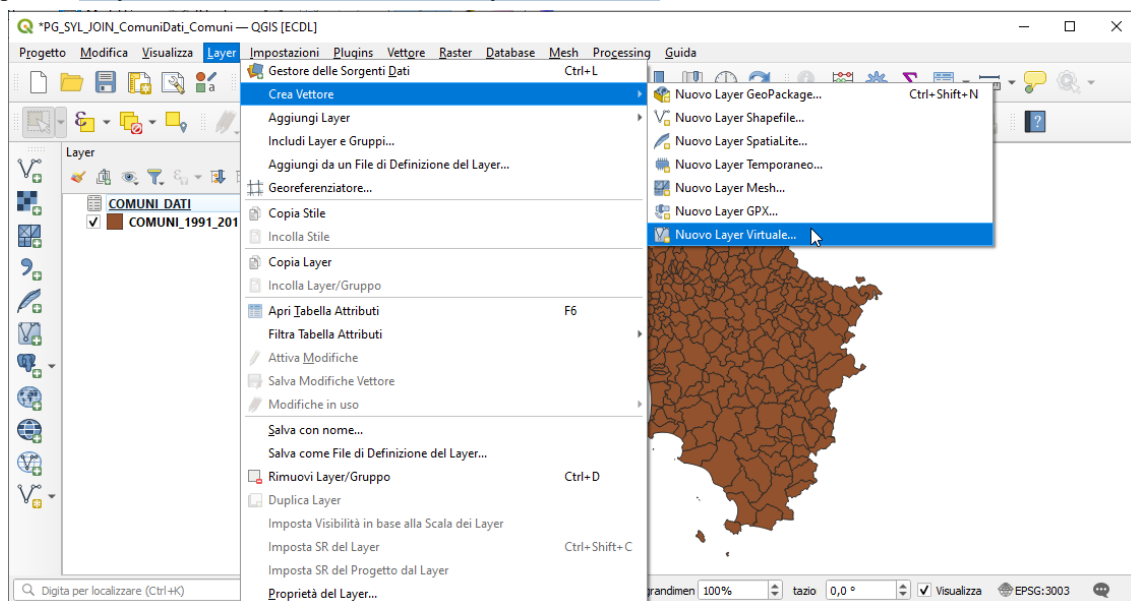 *PG_SYL_JOIN_ComuniDati_Comuni — QGIS [ECDL]
Progetto Modifica Visualizza Layer Impostazioni Plugins Vettore Raster Database Mesh Processing Guida
Gestore delle Sorgenti Dati Ctrl+L
Crea Vettore
Aggiungi Layer
Includi Layer e Gruppi...
Aggiungi da un File di Definizione del Layer...
Georeferenziatore...
Copia Stile
Incolla Stile
Copia Layer
Incolla Layer/Gruppo
Apri Tabella Attributi F6
Filtra Tabella Attributi
Attiva Modifiche
Salva Modifiche Vettore
Modifiche in uso
Salva con nome...
Salva come File di Definizione del Layer...
Rimuovi Layer/Gruppo Ctrl+D
Duplica Layer
Imposta Visibilità in base alla Scala dei Layer
Imposta SR del Layer Ctrl+Shift+C
Imposta SR del Progetto dal Layer
Proprietà del Layer...
Nuovo Layer GeoPackage... Ctrl+Shift+N
Nuovo Layer Shapefile...
Nuovo Layer SpatiaLite...
Nuovo Layer Temporaneo...
Nuovo Layer Mesh...
Nuovo Layer GPX...
Nuovo Layer Virtuale...
Layer
COMUNI DATI
COMUNI_1991_201
Digita per localizzare (Ctrl+K)
grandimen 100% tazio 0,0 ° Visualizza EPSG:3003